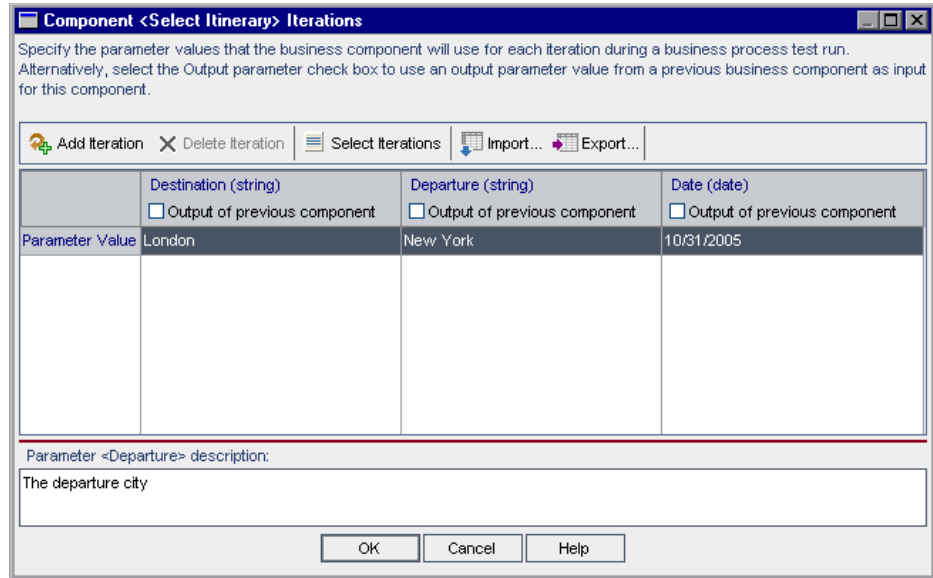 Component <Select Itinerary> Iterations
Specify the parameter values that the business component will use for each iteration during a business process test run.
Alternatively, select the Output parameter check box to use an output parameter value from a previous business component as input
for this component.
Add Iteration Delete Iteration Select Iterations Import... Export...
Destination (string) Departure (string) Date (date)
Output of previous component Output of previous component Output of previous component
Parameter Value London New York 10/31/2005
Parameter <Departure> description:
The departure city
OK Cancel Help